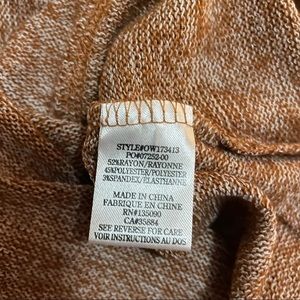 STYLE#OW173413
PO#07252-00
52%RAYON/RAYONNE
45%POLYESTER/POLYESTER
3%SPANDEX/ELASTHANNE
MADE IN CHINA
FABRIQUE EN CHINE
RN#135090
CA#35884
SEE REVERSE FOR CARE
VOIR INSTRUCTIONS AU DOS